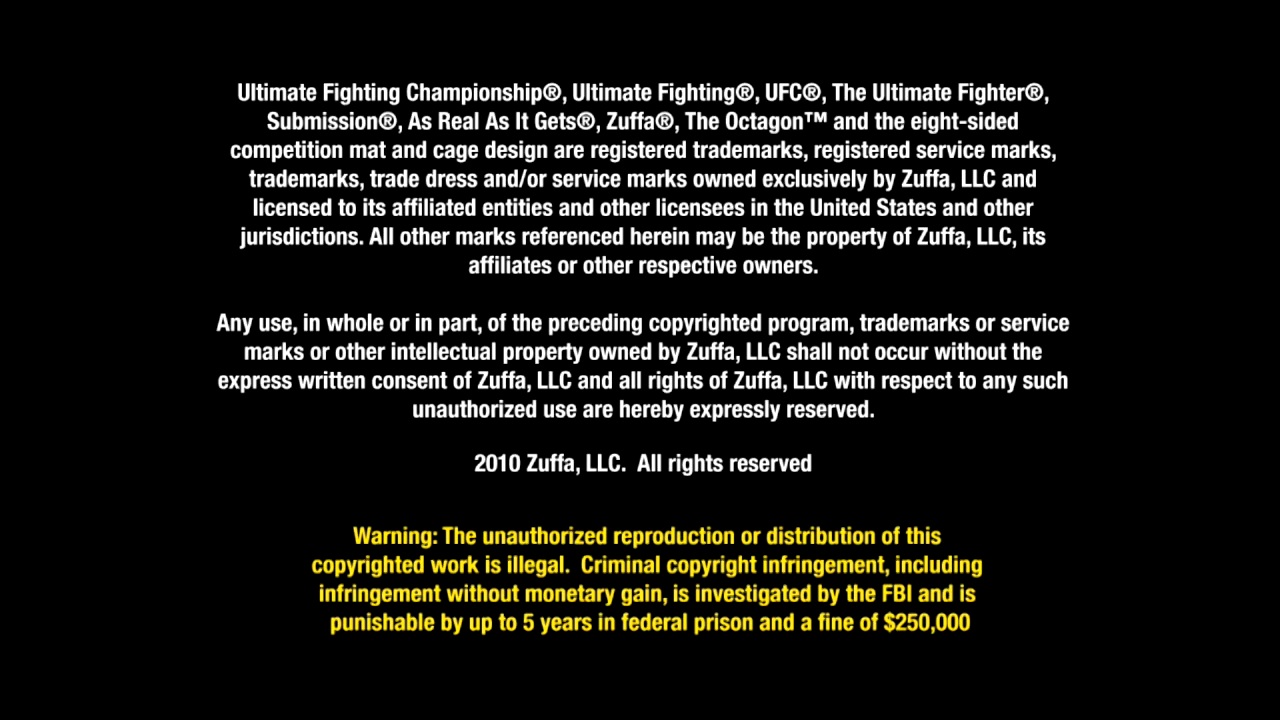 Ultimate Fighting Championship®, Ultimate Fighting®, UFC®, The Ultimate Fighter®,
Submission®, As Real As It Gets®, Zuffa®, The Octagon™ and the eight-sided
competition mat and cage design are registered trademarks, registered service marks,
trademarks, trade dress and/or service marks owned exclusively by Zuffa, LLC and
licensed to its affiliated entities and other licensees in the United States and other
jurisdictions. All other marks referenced herein may be the property of Zuffa, LLC, its
affiliates or other respective owners.
Any use, in whole or in part, of the preceding copyrighted program, trademarks or service
marks or other intellectual property owned by Zuffa, LLC shall not occur without the
express written consent of Zuffa, LLC and all rights of Zuffa, LLC with respect to any such
unauthorized use are hereby expressly reserved.
2010 Zuffa, LLC.  All rights reserved
Warning: The unauthorized reproduction or distribution of this
copyrighted work is illegal.  Criminal copyright infringement, including
infringement without monetary gain, is investigated by the FBI and is
punishable by up to 5 years in federal prison and a fine of $250,000